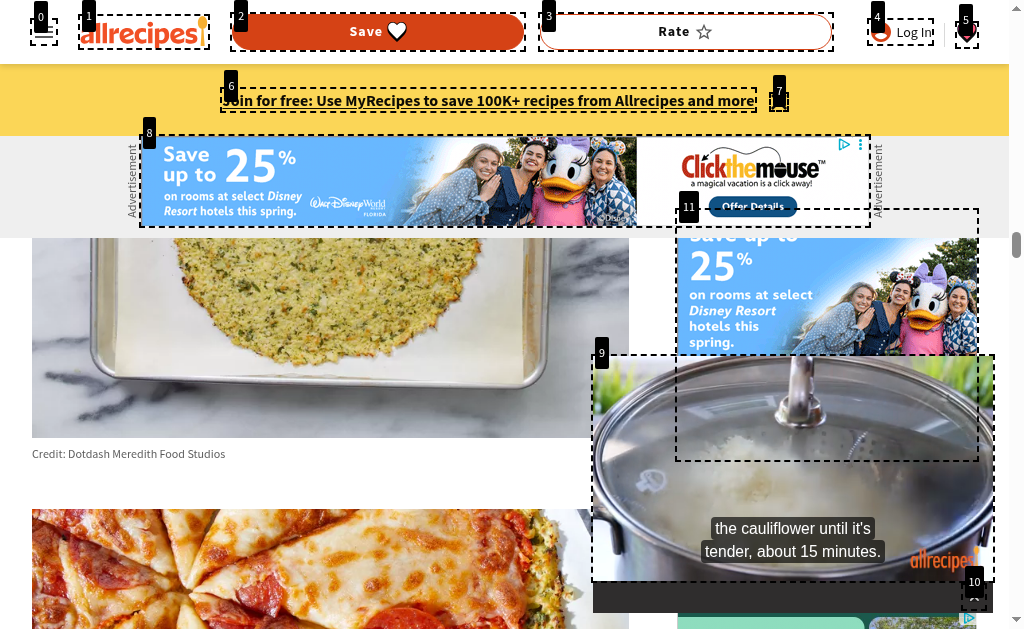 0
1
2
3
4
5
allrecipes
Save
Rate
Log In
6
7
Join for free: Use MyRecipes to save 100K+ recipes from Allrecipes and more
8
Advertisement
Save
up to 25%
on rooms at select Disney
Resort hotels this spring.
Walt Disney World
FLORIDA
©Disney
Clickthemouse™
a magical vacation is a click away!
Offer Details
Advertisement
11
Save up to
25%
on rooms at select
Disney Resort
hotels this
spring.
9
Credit: Dotdash Meredith Food Studios
the cauliflower until it's
tender, about 15 minutes.
allrecipes
10